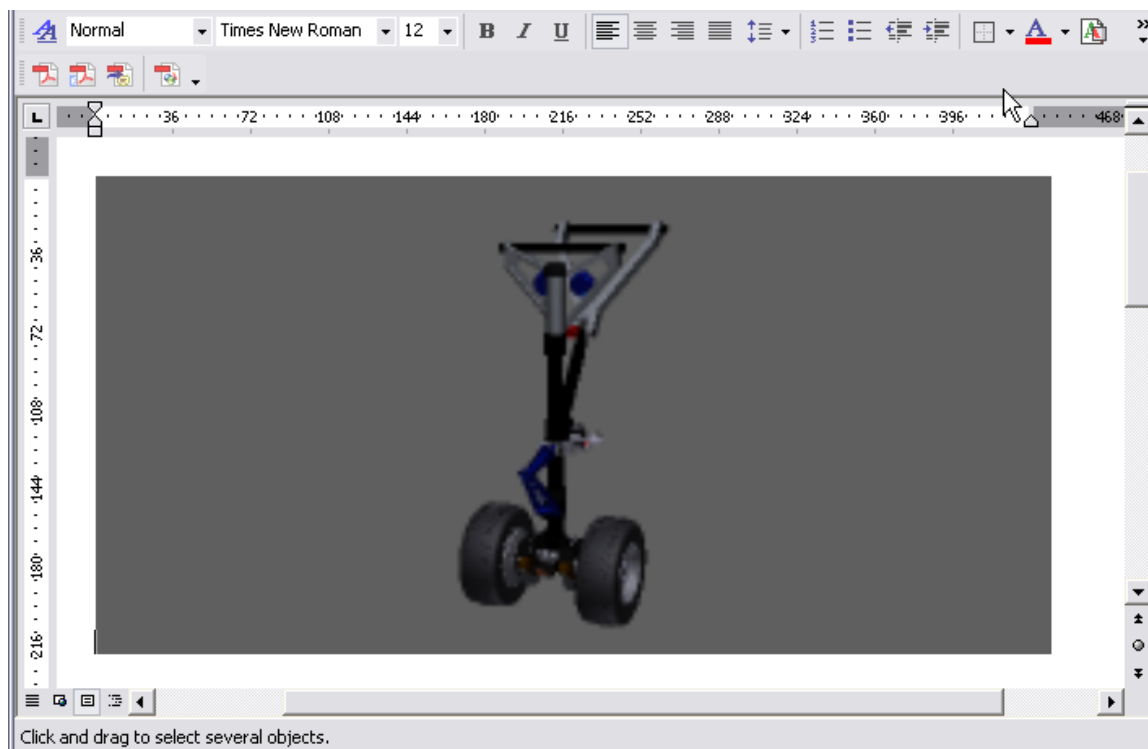 Normal Times New Roman 12 B I U A
L 36 72 108 144 180 216 252 288 324 360 396 468
36
72
108
144
180
216
Click and drag to select several objects.